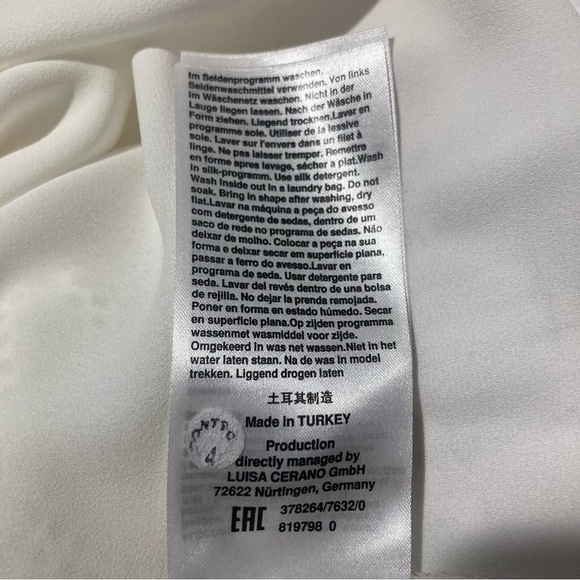 Im Seidenprogramm waschen.
Seidenwaschmittel verwenden. Von links
im Wäschenetz waschen. Nicht in der
Lauge liegen lassen. Nach der Wäsche in
Form ziehen. Liegend trocknen.Laver en
programme soie. Utiliser de la lessive
soie. Laver sur l'envers dans un filet à
linge. Ne pas laisser tremper. Remettre
en forme apres lavage, sécher a plat.Wash
in silk-programm. Use silk detergent.
Wash Inside out in a laundry bag. Do not
soak. Bring in shape after washing, dry
flat.Lavar na máquina a peça do avesso
com detergente de sedas, dentro de um
saco de rede no programa de sedas. Não
deixar de molho. Colocar a peça na sua
forma e deixar secar em superfície plana,
passar a ferro do avesso.Lavar en
programa de seda. Usar detergente para
seda. Lavar del revés dentro de una bolsa
de rejilla. No dejar la prenda remojada.
Poner en forma en estado húmedo. Secar
en superficie plana.Op zijden programma
wassenmet wasmiddel voor zijde.
Omgekeerd in was net wassen.Niet in het
water laten staan. Na de was in model
trekken. Liggend drogen laten
土耳其制造
Made in TURKEY
Production
directly managed by
LUISA CERANO GmbH
72622 Nürtingen, Germany
EAC 378264/7632/0
819798 0
CONTRO
4